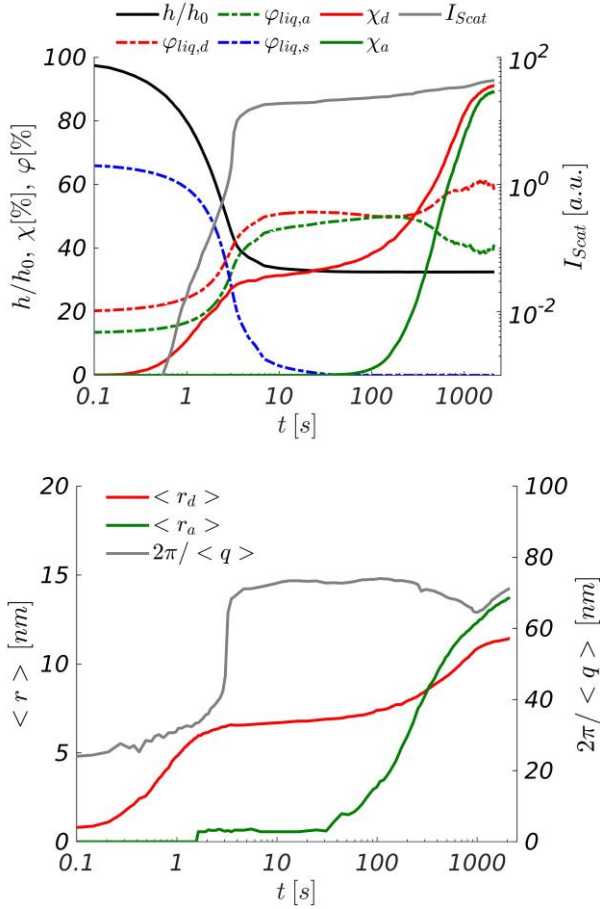 h/h₀ φ_liq,a χ_d I_Scat
φ_liq,d φ_liq,s χ_a
h/h₀, χ[%], φ[%]
100
80
60
40
20
0
0.1 1 10 100 1000
t [s]
10²
10⁰
10⁻²
I_Scat [a.u.]
< r_d >
< r_a >
2π/ < q >
< r > [nm]
20
15
10
5
0
0.1 1 10 100 1000
t [s]
100
80
60
40
20
0
2π/ < q > [nm]